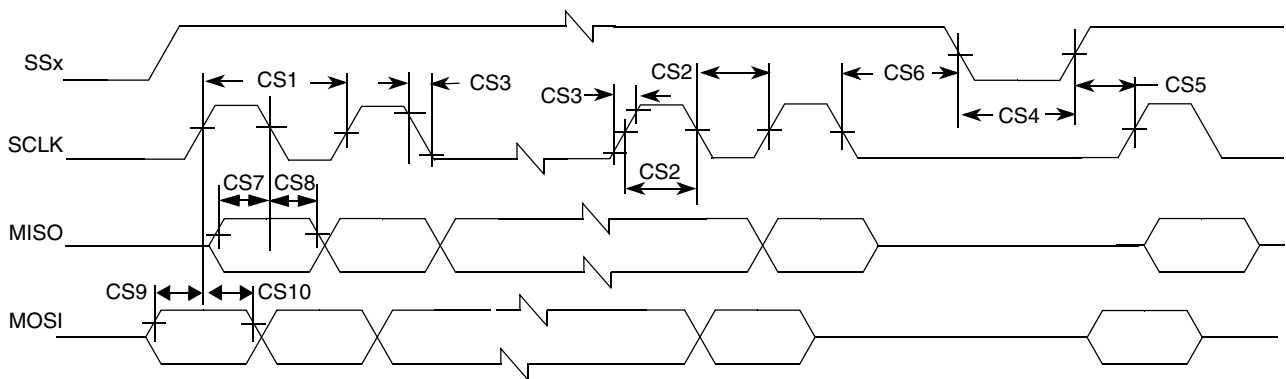 SSx
CS1
CS3
CS3
CS2
CS6
CS4
CS5
SCLK
CS2
CS7
CS8
MISO
CS9
CS10
MOSI